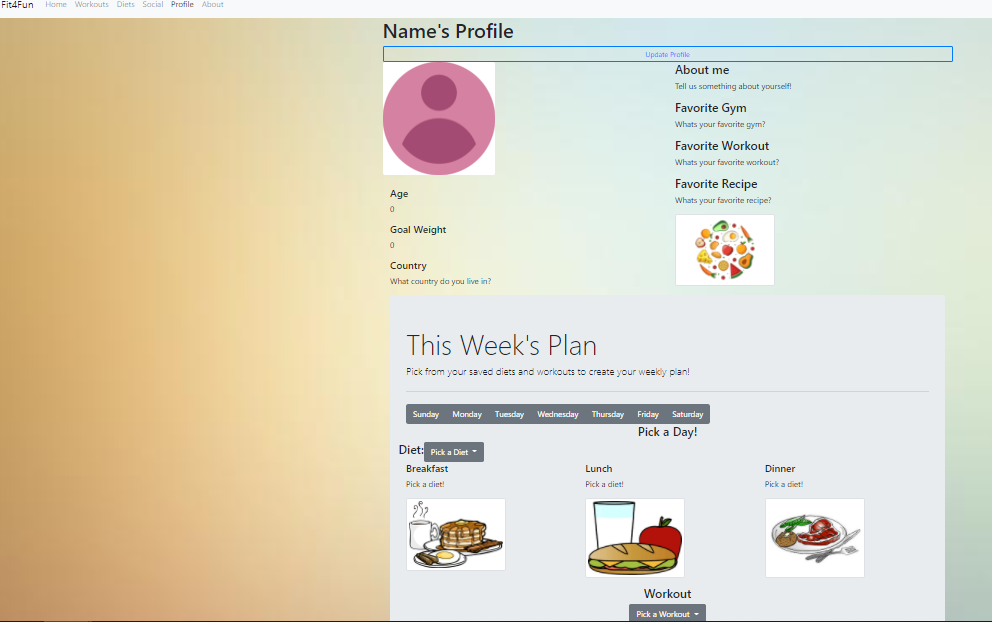 Fit4Fun Home Workouts Diets Social Profile About
Name's Profile
Update Profile
About me
Tell us something about yourself!
Favorite Gym
Whats your favorite gym?
Favorite Workout
Whats your favorite workout?
Favorite Recipe
Whats your favorite recipe?
Age
0
Goal Weight
0
Country
What country do you live in?
This Week's Plan
Pick from your saved diets and workouts to create your weekly plan!
Sunday Monday Tuesday Wednesday Thursday Friday Saturday
Pick a Day!
Diet: Pick a Diet
Breakfast
Pick a diet!
Lunch
Pick a diet!
Dinner
Pick a diet!
Workout
Pick a Workout